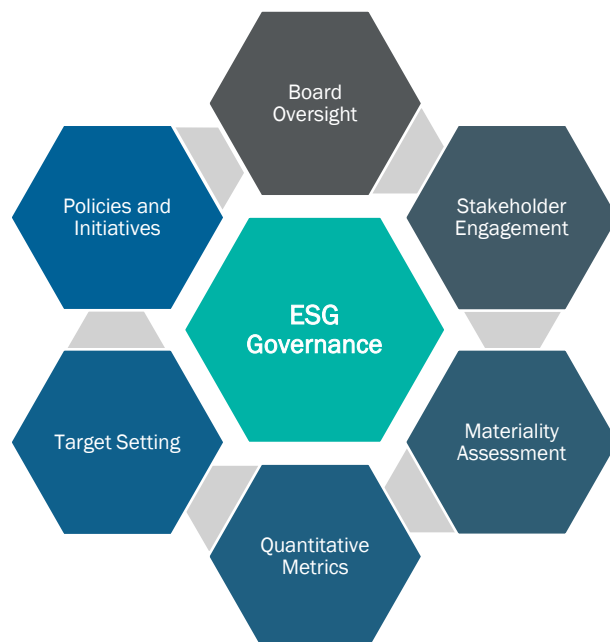 Board
Oversight
Stakeholder
Engagement
Materiality
Assessment
Quantitative
Metrics
Target Setting
Policies and
Initiatives
ESG
Governance